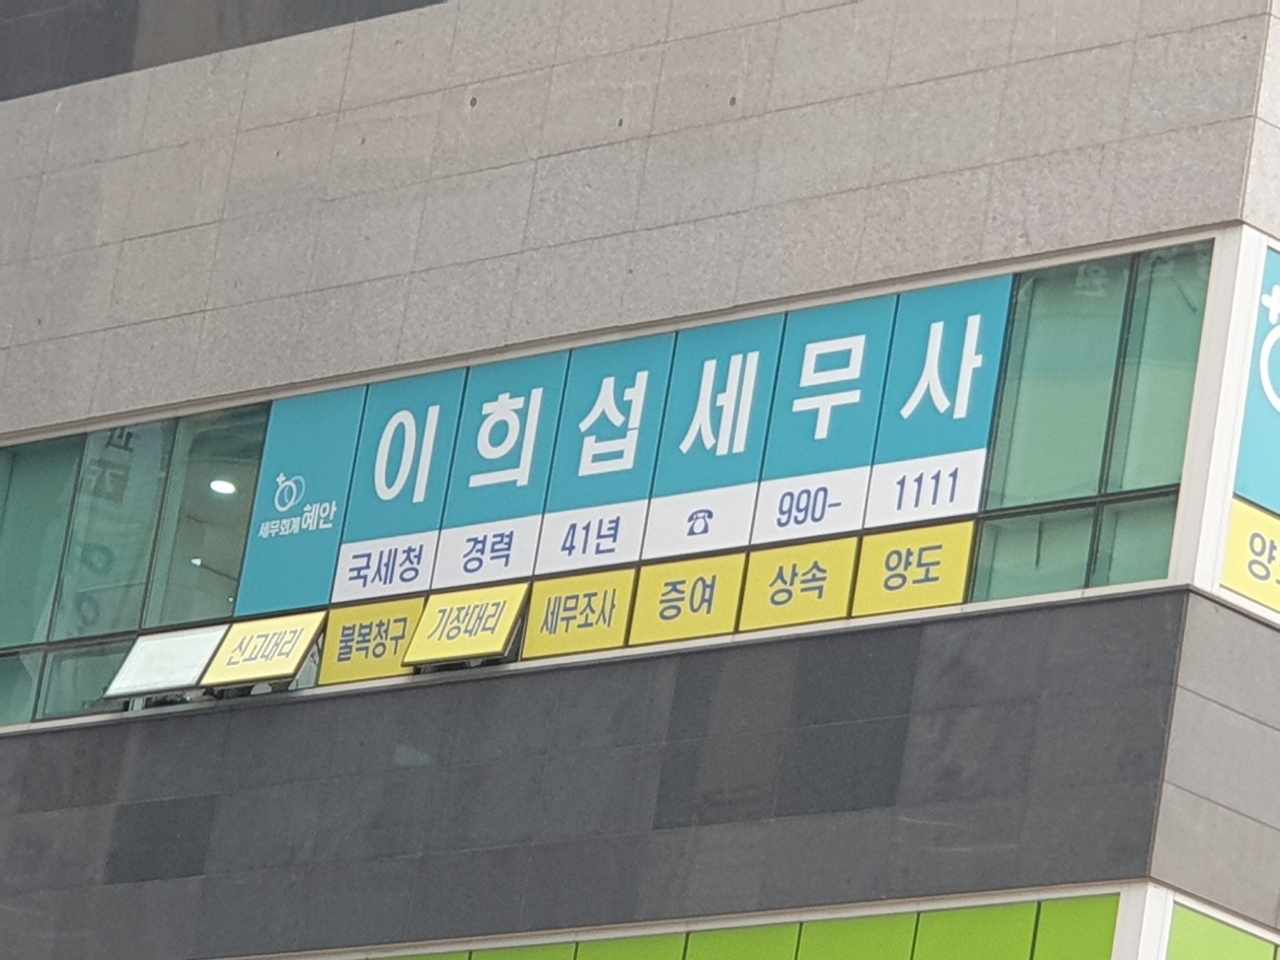 이희섭세무사
세무회계 혜안
국세청 경력 41년 ☎ 990-1111
신고대리 불복청구 기장대리 세무조사 증여 상속 양도
양